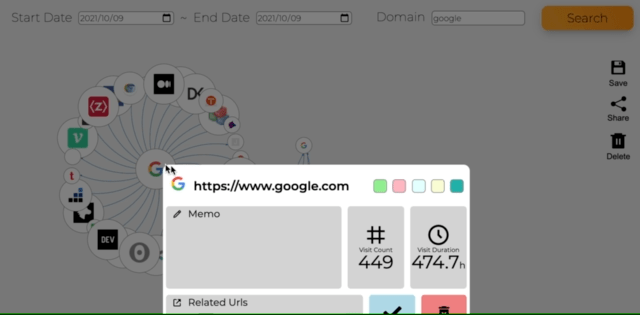 Start Date 2021/10/09 ~ End Date 2021/10/09 Domain google Search
Save
Share
Delete
DEV
https://www.google.com
Memo
Visit Count
449
Visit Duration
474.7h
Related Urls